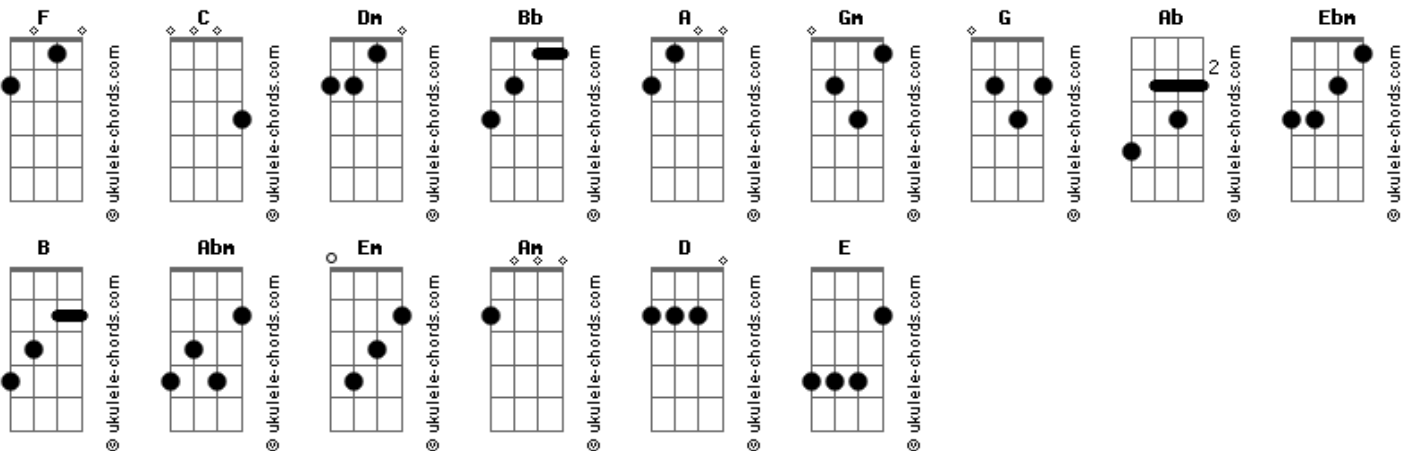 F C Dm Bb A Gm G Ab Ebm
2
© ukulele-chords.com © ukulele-chords.com © ukulele-chords.com © ukulele-chords.com © ukulele-chords.com © ukulele-chords.com © ukulele-chords.com © ukulele-chords.com © ukulele-chords.com
B Abm Em Am D E
© ukulele-chords.com © ukulele-chords.com © ukulele-chords.com © ukulele-chords.com © ukulele-chords.com © ukulele-chords.com